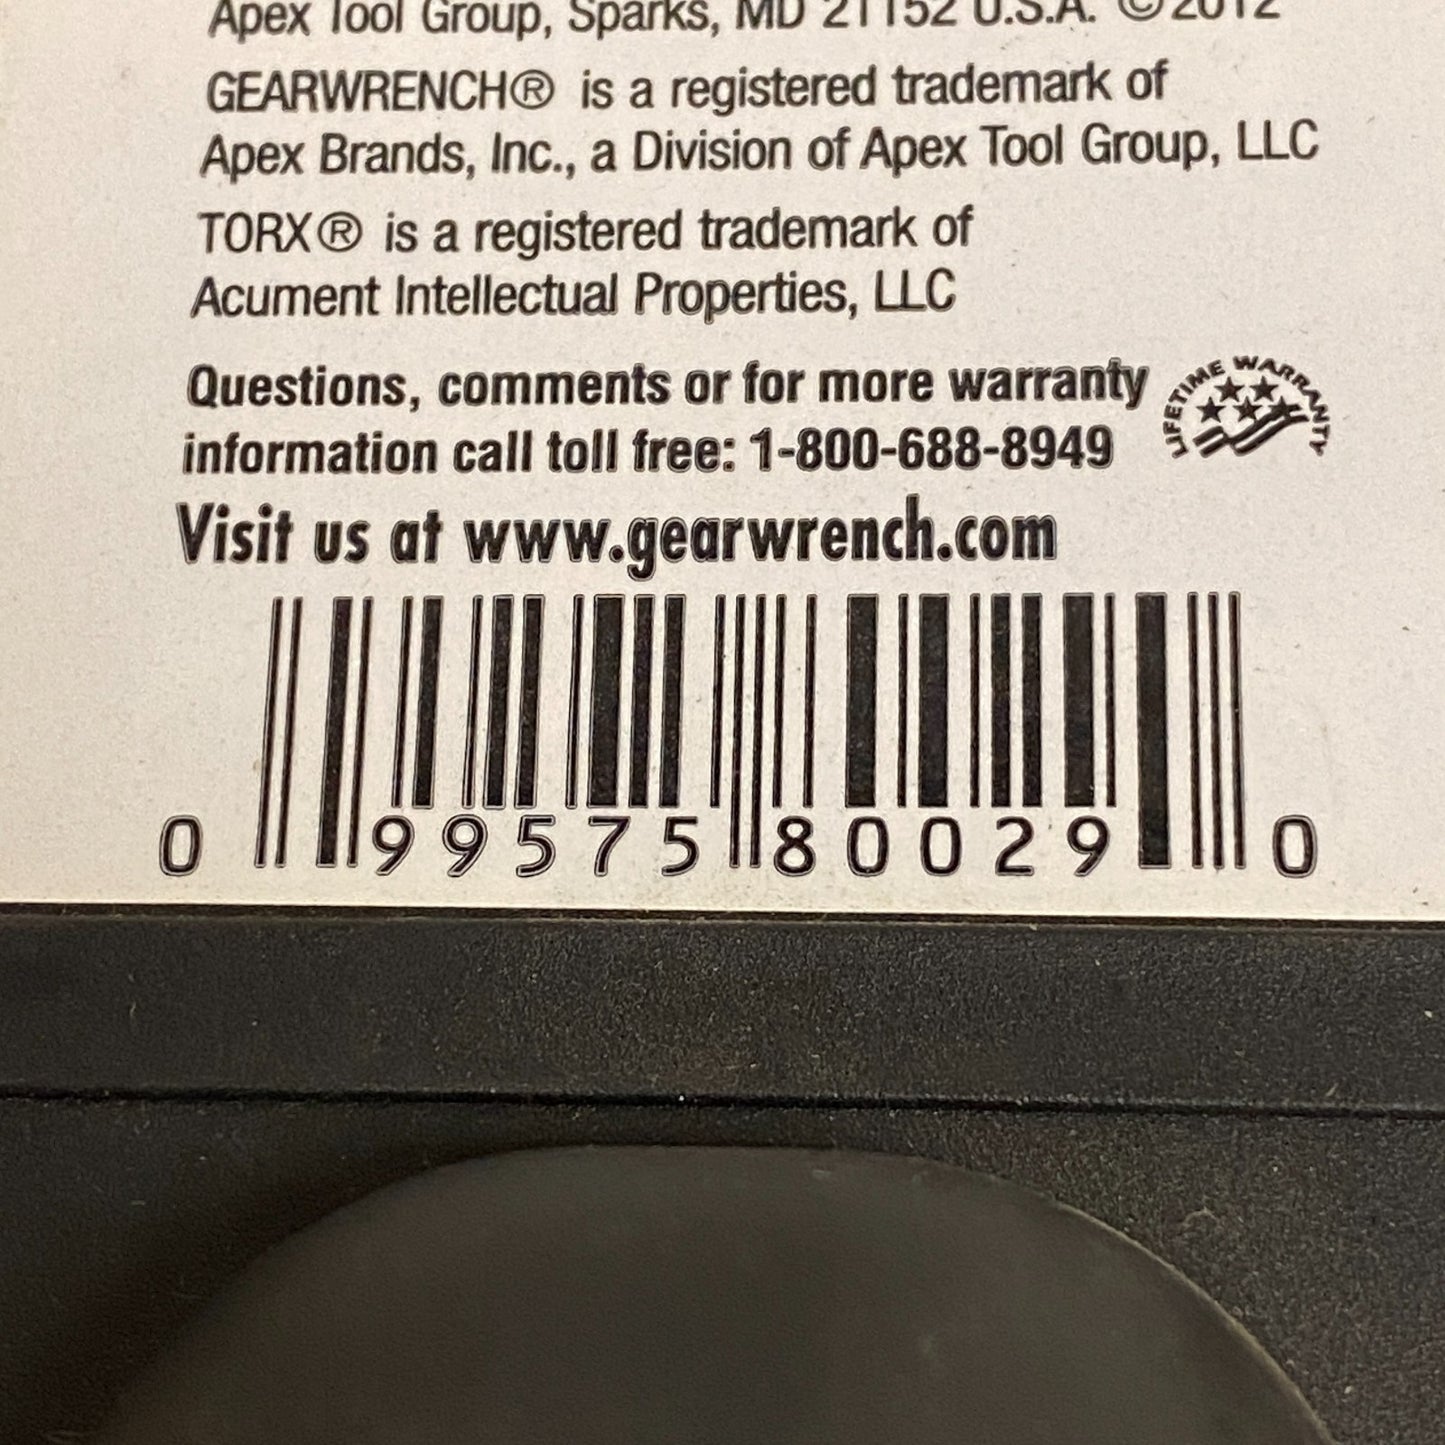 Apex Tool Group, Sparks, MD 21152 U.S.A. ©2012
GEARWRENCH® is a registered trademark of
Apex Brands, Inc., a Division of Apex Tool Group, LLC
TORX® is a registered trademark of
Acument Intellectual Properties, LLC
Questions, comments or for more warranty
information call toll free: 1-800-688-8949
LIFETIME WARRANTY
Visit us at www.gearwrench.com
0 99575 80029 0